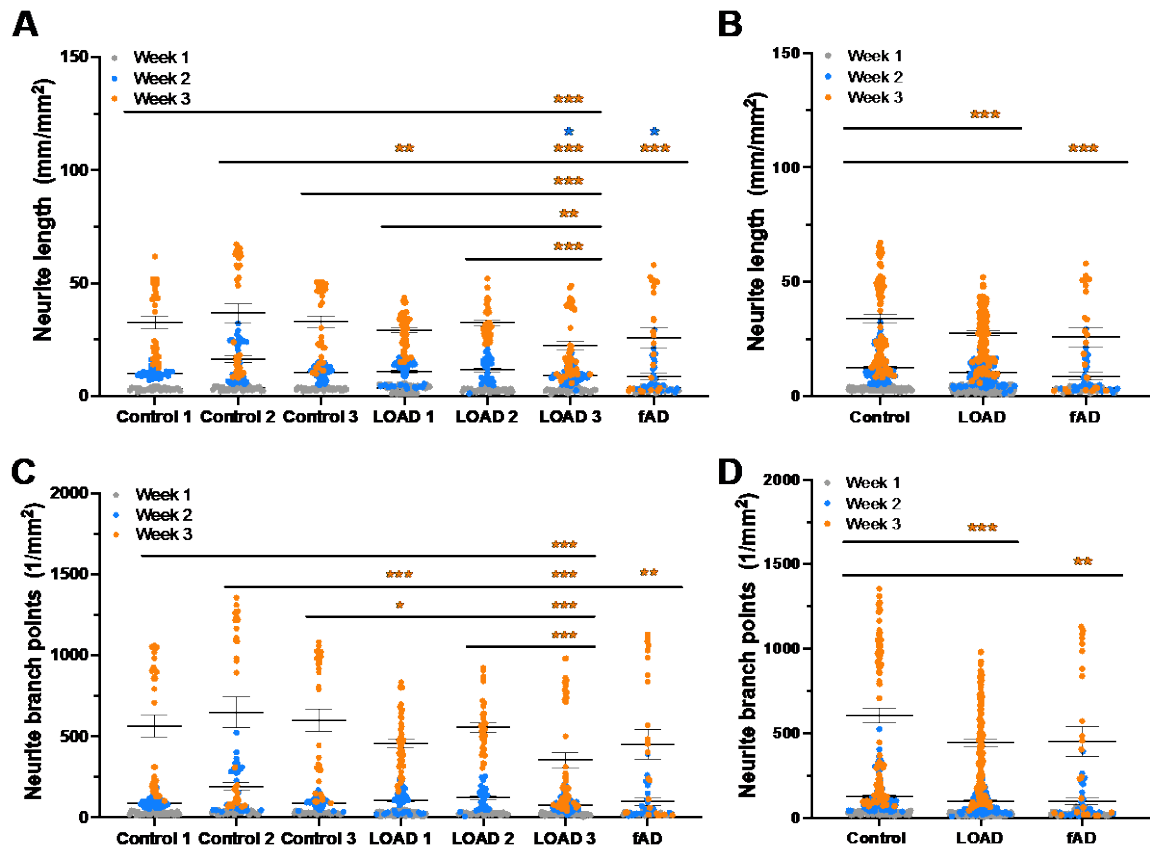 A
Neurite length (mm/mm²)
150
100
50
0
Week 1
Week 2
Week 3
***
* *
** *** ***
***
**
***
Control 1 Control 2 Control 3 LOAD 1 LOAD 2 LOAD 3 fAD
B
Neurite length (mm/mm²)
150
100
50
0
Week 1
Week 2
Week 3
***
***
Control LOAD fAD
C
Neurite branch points (1/mm²)
2000
1500
1000
500
0
Week 1
Week 2
Week 3
***
*** *** **
* ***
***
Control 1 Control 2 Control 3 LOAD 1 LOAD 2 LOAD 3 fAD
D
Neurite branch points (1/mm²)
2000
1500
1000
500
0
Week 1
Week 2
Week 3
***
**
Control LOAD fAD